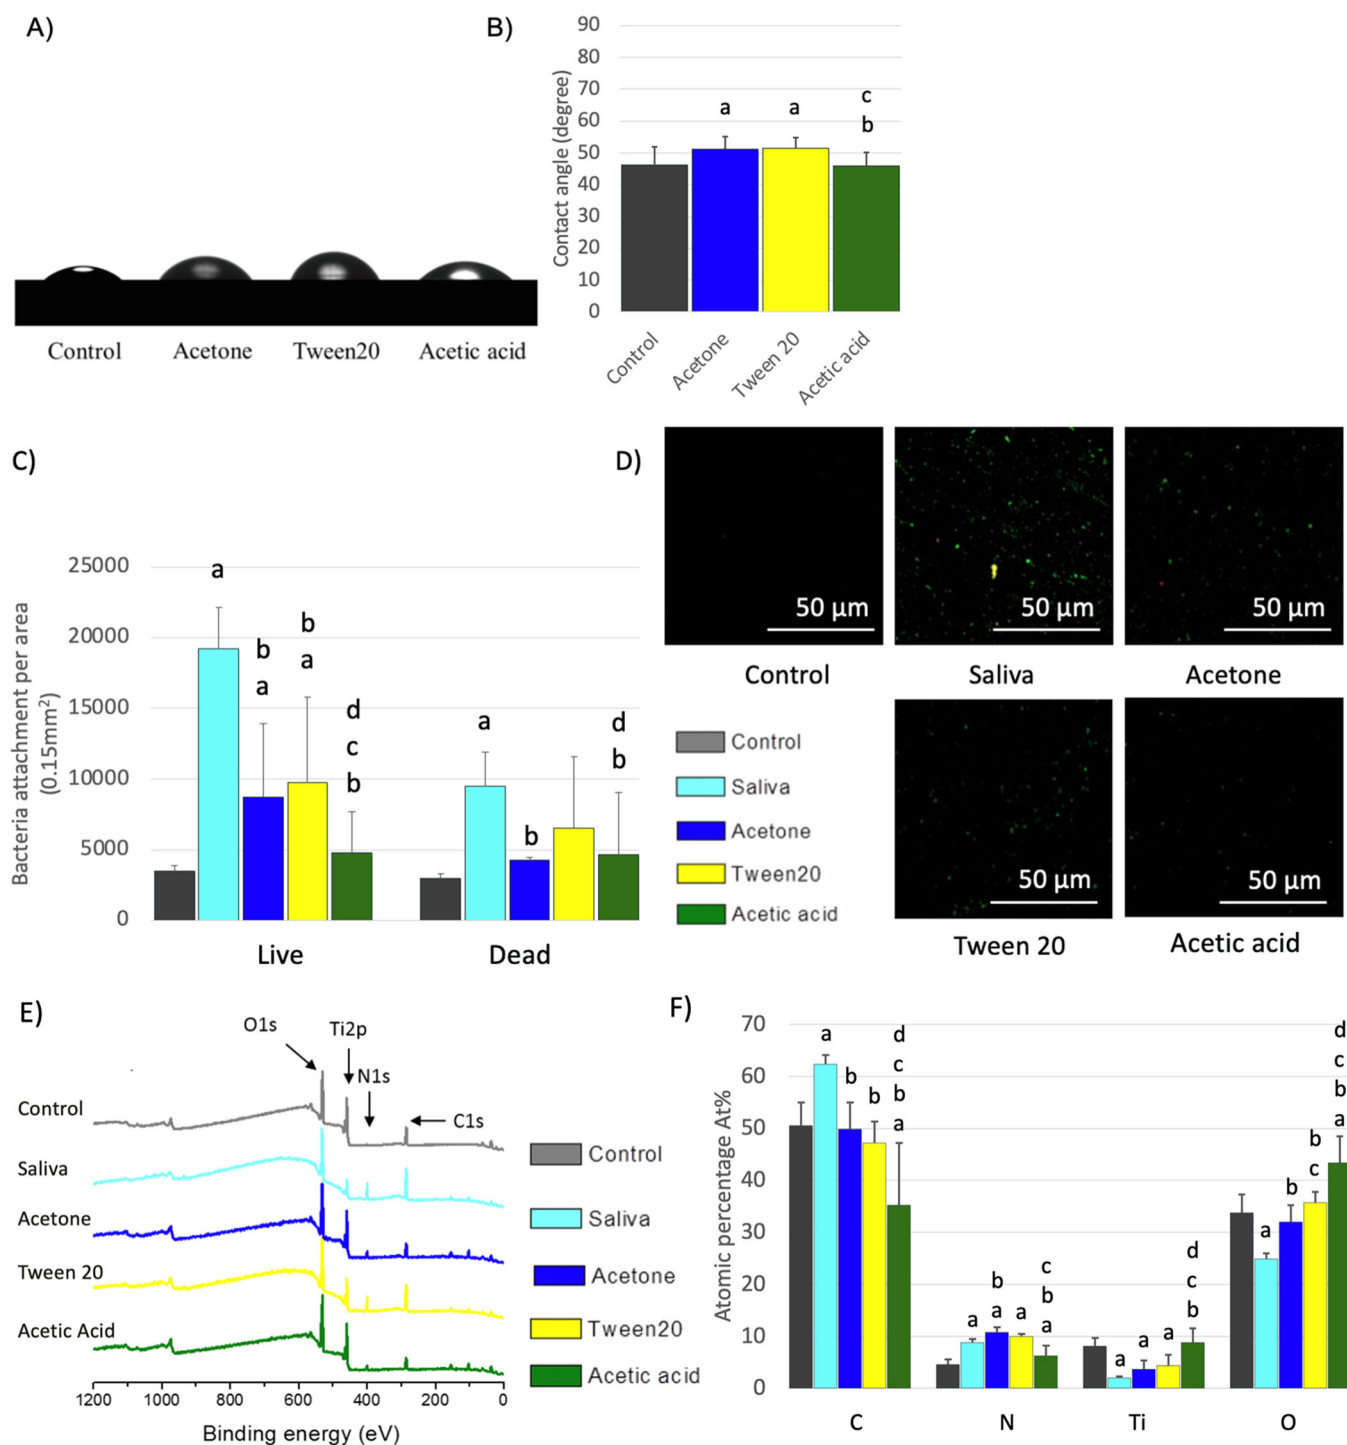 A)
Control Acetone Tween20 Acetic acid
B)
Contact angle (degree)
90
80
70
60
50
40
30
20
10
0
a a c
b
Control
Acetone
Tween 20
Acetic acid
C)
Bacteria attachment per area
(0.15mm²)
25000
20000
15000
10000
5000
0
a
b
a
b
a
d
c
b
a
b
d
b
Live Dead
D)
50 µm
Control
50 µm
Saliva
50 µm
Acetone
50 µm
Tween 20
50 µm
Acetic acid
Control
Saliva
Acetone
Tween20
Acetic acid
E)
O1s
Ti2p
N1s
C1s
Control
Saliva
Acetone
Tween 20
Acetic Acid
1200 1000 800 600 400 200 0
Binding energy (eV)
Control
Saliva
Acetone
Tween20
Acetic acid
F)
Atomic percentage At%
70
60
50
40
30
20
10
0
a
b
b
d
c
b
a
a
b
a
a
c
b
a
a
a
a
d
c
b
a
b
b
c
d
c
b
a
C N Ti O